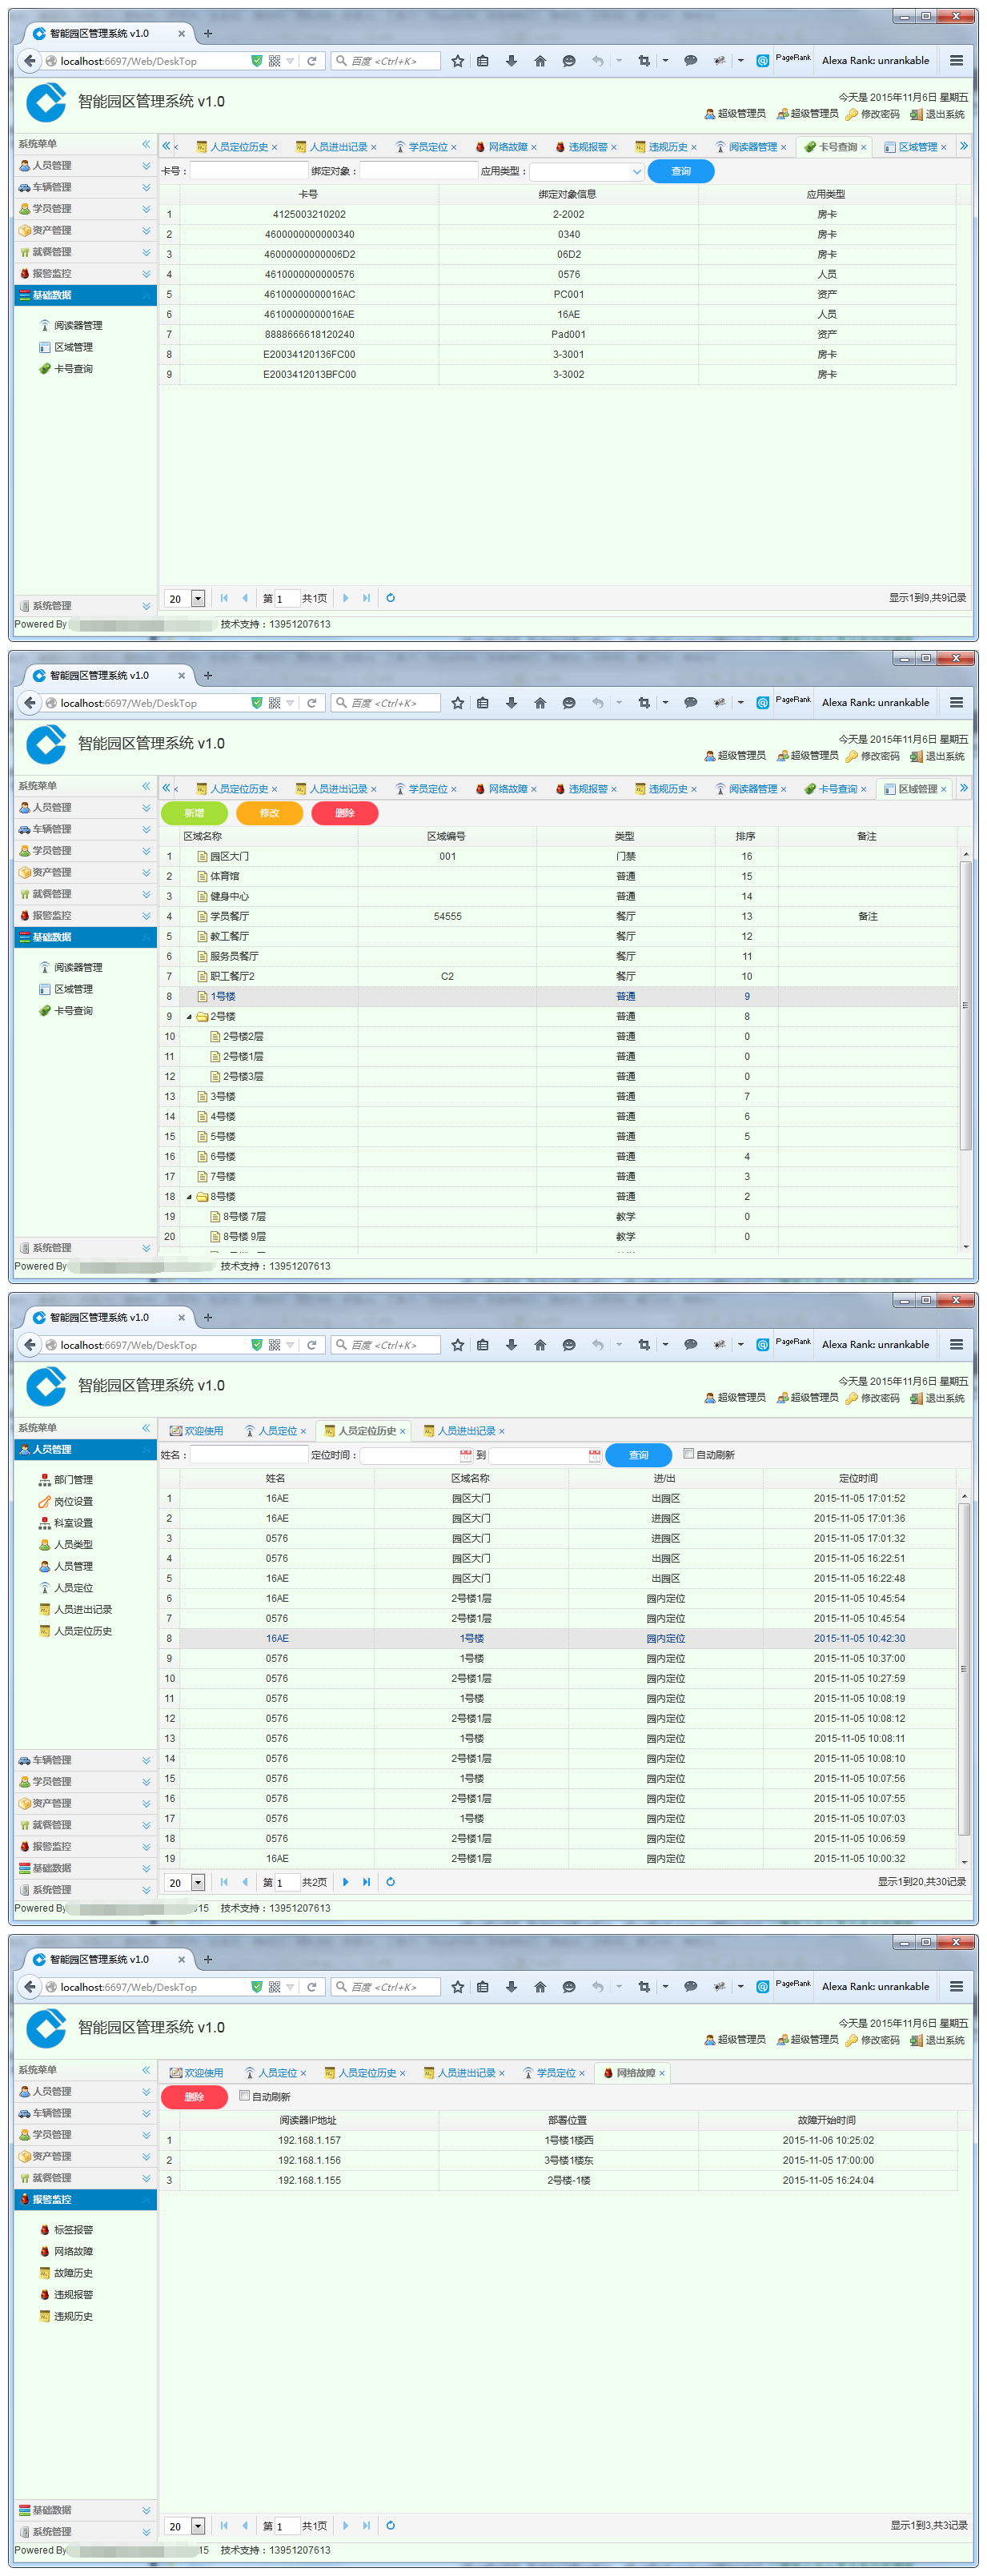 智能园区管理系统 v1.0
localhost:6697/Web/DeskTop 百度 <Ctrl+K> PageRank Alexa Rank: unrankable
智能园区管理系统 v1.0
今天是 2015年11月6日 星期五
超级管理员 超级管理员 修改密码 退出系统
系统菜单 人员定位历史 人员进出记录 学员定位 网络故障 违规报警 违规历史 阅读器管理 卡号查询 区域管理
人员管理
车辆管理
学员管理
资产管理
就餐管理
报警监控
基础数据
阅读器管理
区域管理
卡号查询
系统管理
卡号： 绑定对象： 应用类型： 查询
卡号 绑定对象信息 应用类型
1 4125003210202 2-2002 房卡
2 460000000000340 0340 房卡
3 46000000000006D2 06D2 房卡
4 4610000000000576 0576 人员
5 46100000000016AC PC001 资产
6 46100000000016AE 16AE 人员
7 8888666618120240 Pad001 资产
8 E20034120136FC00 3-3001 房卡
9 E2003412013BFC00 3-3002 房卡
20 第 1 共1页 显示1到9,共9记录
Powered By 技术支持：13951207613
智能园区管理系统 v1.0
localhost:6697/Web/DeskTop 百度 <Ctrl+K> PageRank Alexa Rank: unrankable
智能园区管理系统 v1.0
今天是 2015年11月6日 星期五
超级管理员 超级管理员 修改密码 退出系统
系统菜单 人员定位历史 人员进出记录 学员定位 网络故障 违规报警 违规历史 阅读器管理 卡号查询 区域管理
人员管理
车辆管理
学员管理
资产管理
就餐管理
报警监控
基础数据
阅读器管理
区域管理
卡号查询
系统管理
新增 修改 删除
区域名称 区域编号 类型 排序 备注
1 园区大门 001 门禁 16
2 体育馆 普通 15
3 健身中心 普通 14
4 学员餐厅 54555 餐厅 13 备注
5 教工餐厅 餐厅 12
6 服务员餐厅 餐厅 11
7 职工餐厅2 C2 餐厅 10
8 1号楼 普通 9
9 2号楼 普通 8
10 2号楼2层 普通 0
11 2号楼1层 普通 0
12 2号楼3层 普通 0
13 3号楼 普通 7
14 4号楼 普通 6
15 5号楼 普通 5
16 6号楼 普通 4
17 7号楼 普通 3
18 8号楼 普通 2
19 8号楼 7层 教学 0
20 8号楼 9层 教学 0
Powered By 技术支持：13951207613
智能园区管理系统 v1.0
localhost:6697/Web/DeskTop 百度 <Ctrl+K> PageRank Alexa Rank: unrankable
智能园区管理系统 v1.0
今天是 2015年11月6日 星期五
超级管理员 超级管理员 修改密码 退出系统
系统菜单 欢迎使用 人员定位 人员定位历史 人员进出记录
人员管理
部门管理
岗位设置
科室设置
人员类型
人员管理
人员定位
人员进出记录
人员定位历史
车辆管理
学员管理
资产管理
就餐管理
报警监控
基础数据
系统管理
姓名： 定位时间： 到 查询 自动刷新
姓名 区域名称 进/出 定位时间
1 16AE 园区大门 出园区 2015-11-05 17:01:52
2 16AE 园区大门 进园区 2015-11-05 17:01:36
3 0576 园区大门 进园区 2015-11-05 17:01:32
4 0576 园区大门 出园区 2015-11-05 16:22:51
5 16AE 园区大门 出园区 2015-11-05 16:22:48
6 16AE 2号楼1层 园内定位 2015-11-05 10:45:54
7 0576 2号楼1层 园内定位 2015-11-05 10:45:54
8 16AE 1号楼 园内定位 2015-11-05 10:42:30
9 0576 1号楼 园内定位 2015-11-05 10:37:00
10 0576 2号楼1层 园内定位 2015-11-05 10:27:59
11 0576 1号楼 园内定位 2015-11-05 10:08:19
12 0576 2号楼1层 园内定位 2015-11-05 10:08:12
13 0576 1号楼 园内定位 2015-11-05 10:08:11
14 0576 2号楼1层 园内定位 2015-11-05 10:08:10
15 0576 1号楼 园内定位 2015-11-05 10:07:56
16 0576 2号楼1层 园内定位 2015-11-05 10:07:55
17 0576 1号楼 园内定位 2015-11-05 10:07:03
18 0576 2号楼1层 园内定位 2015-11-05 10:06:59
19 16AE 2号楼1层 园内定位 2015-11-05 10:00:32
20 第 1 共2页 显示1到20,共30记录
Powered By 15 技术支持：13951207613
智能园区管理系统 v1.0
localhost:6697/Web/DeskTop 百度 <Ctrl+K> PageRank Alexa Rank: unrankable
智能园区管理系统 v1.0
今天是 2015年11月6日 星期五
超级管理员 超级管理员 修改密码 退出系统
系统菜单 欢迎使用 人员定位 人员定位历史 人员进出记录 学员定位 网络故障
人员管理
车辆管理
学员管理
资产管理
就餐管理
报警监控
标签报警
网络故障
故障历史
违规报警
违规历史
基础数据
系统管理
删除 自动刷新
阅读器IP地址 部署位置 故障开始时间
1 192.168.1.157 1号楼1楼西 2015-11-06 10:25:02
2 192.168.1.156 3号楼1楼东 2015-11-05 17:00:00
3 192.168.1.155 2号楼-1楼 2015-11-05 16:24:04
20 第 1 共1页 显示1到3,共3记录
Powered By 15 技术支持：13951207613